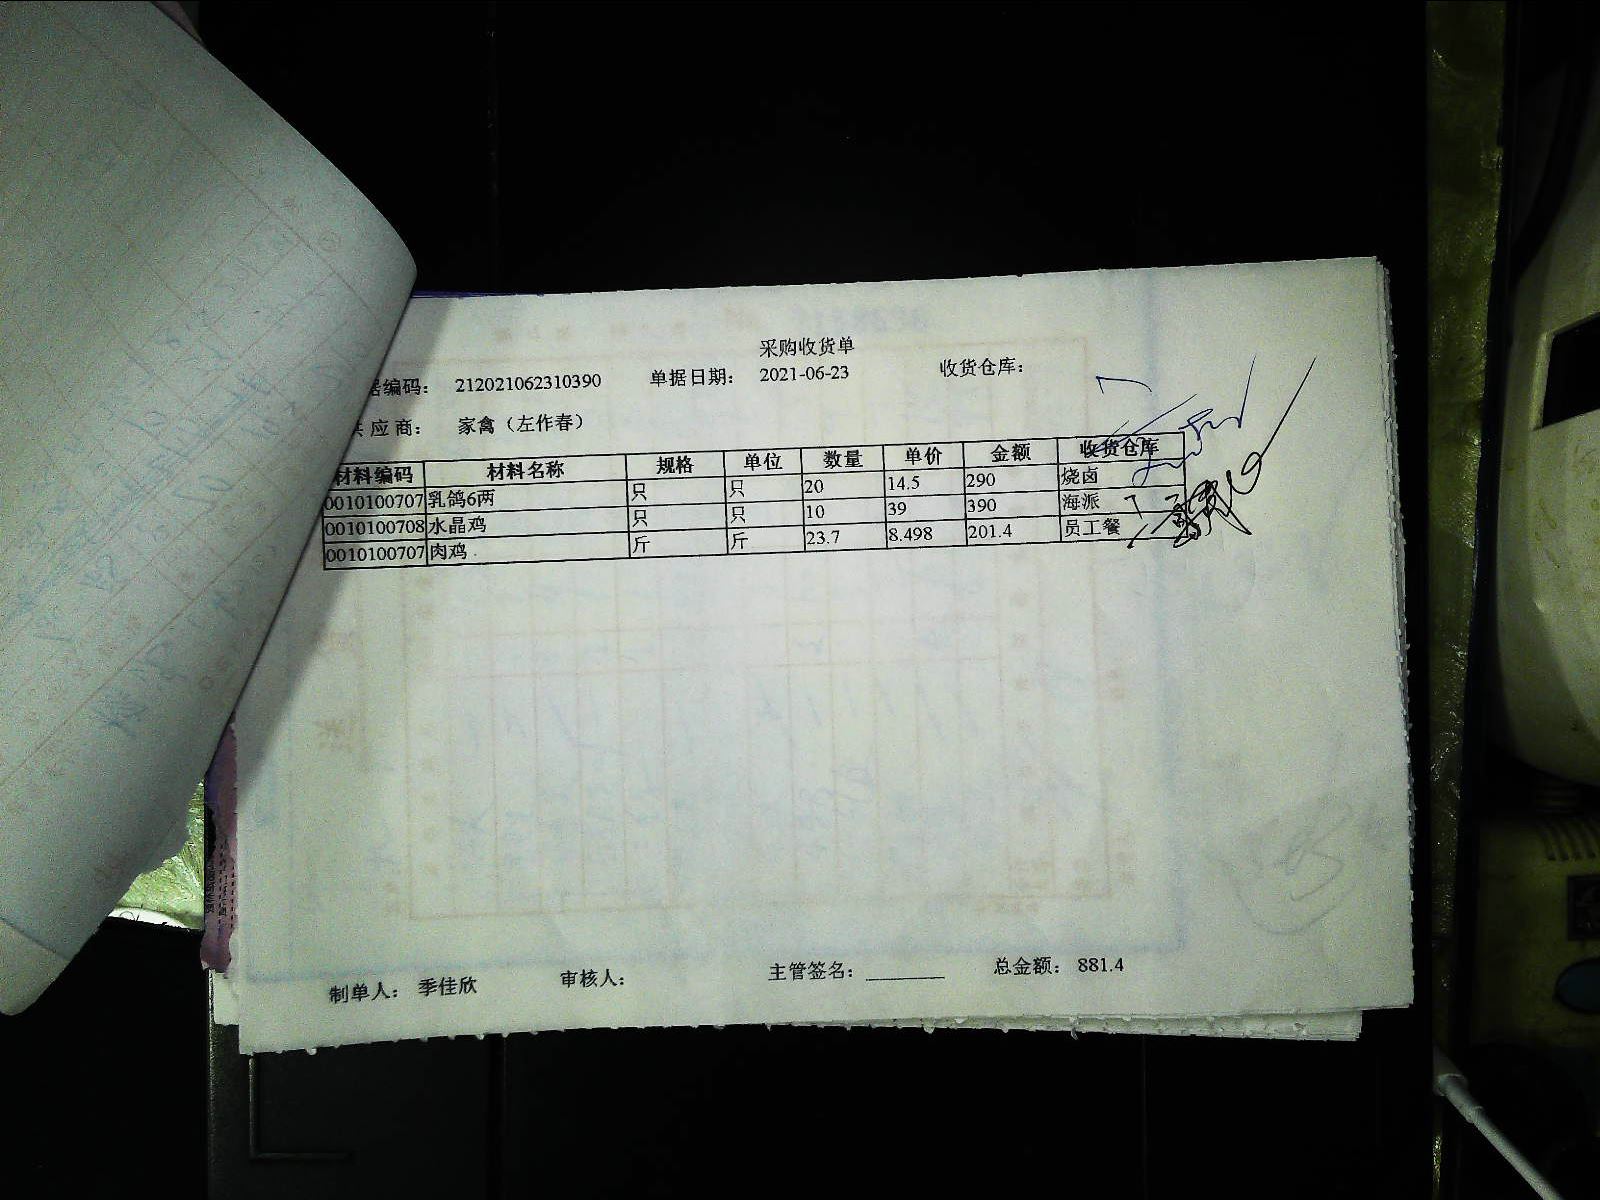 采购收货单
据编码: 212021062310390 单据日期: 2021-06-23 收货仓库:
供应商: 家禽（左作春）
材料编码 材料名称 规格 单位 数量 单价 金额 收货仓库
0010100707 乳鸽6两 只 只 20 14.5 290 烧卤
0010100708 水晶鸡 只 只 10 39 390 海派
0010100707 肉鸡 斤 斤 23.7 8.498 201.4 员工餐
制单人: 季佳欣 审核人: 主管签名: ________ 总金额: 881.4